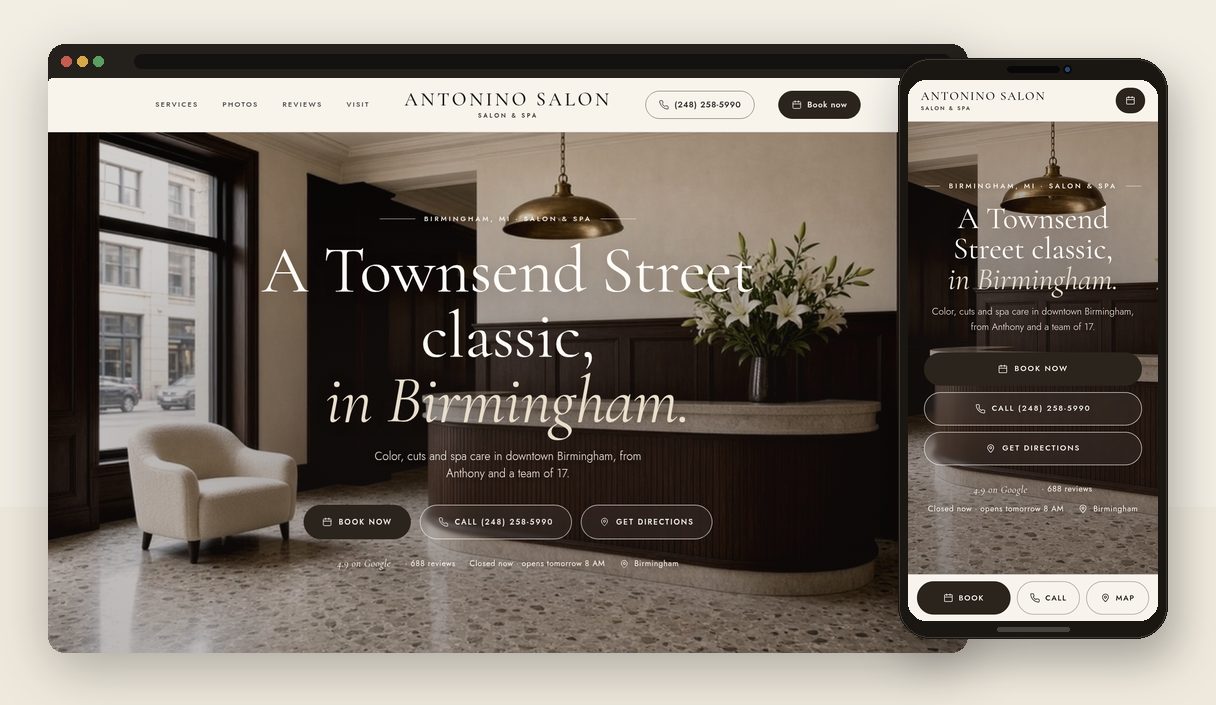 SERVICES PHOTOS REVIEWS VISIT
ANTONINO SALON
SALON & SPA
(248) 258-5990
Book now
BIRMINGHAM, MI · SALON & SPA
A Townsend Street
classic,
in Birmingham.
Color, cuts and spa care in downtown Birmingham, from
Anthony and a team of 17.
BOOK NOW
CALL (248) 258-5990
GET DIRECTIONS
4.9 on Google · 688 reviews Closed now · opens tomorrow 8 AM Birmingham
ANTONINO SALON
SALON & SPA
BIRMINGHAM, MI · SALON & SPA
A Townsend
Street classic,
in Birmingham.
Color, cuts and spa care in downtown Birmingham,
from Anthony and a team of 17.
BOOK NOW
CALL (248) 258-5990
GET DIRECTIONS
4.9 on Google · 688 reviews
Closed now · opens tomorrow 8 AM Birmingham
BOOK
CALL
MAP